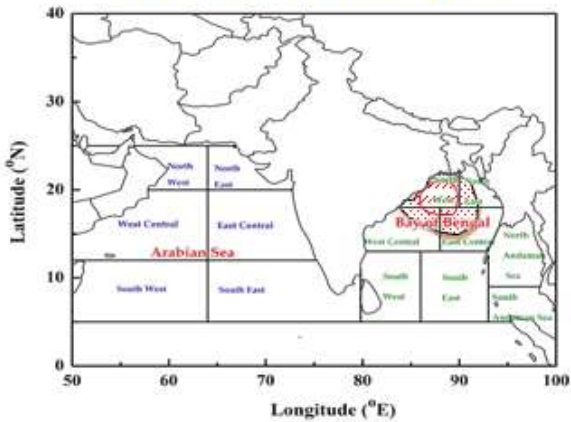 40
30
20
10
0
50
60
70
80
90
100
Latitude (°N)
Longitude (°E)
North
West
North
East
West Central
East Central
Arabian Sea
South West
South East
West
East
Bay of Bengal
West Central
East Central
North
Andaman
Sea
South
West
South
East
South
Andaman Sea